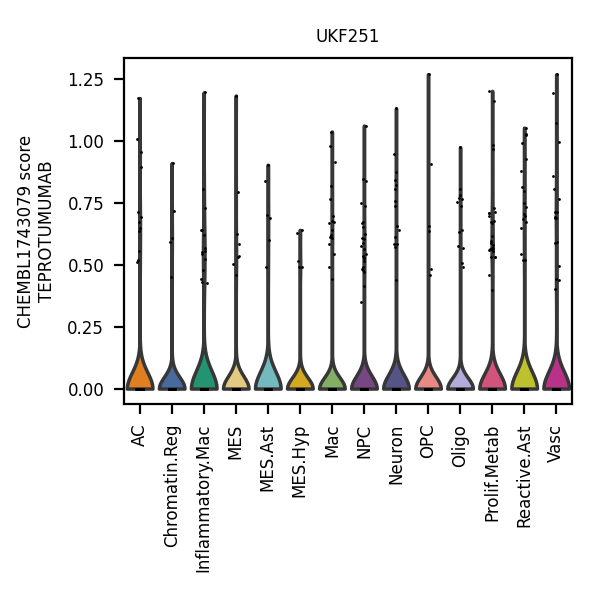 UKF251
CHEMBL1743079 score
TEPROTUMUMAB
1.25
1.00
0.75
0.50
0.25
0.00
AC
Chromatin.Reg
Inflammatory.Mac
MES
MES.Ast
MES.Hyp
Mac
NPC
Neuron
OPC
Oligo
Prolif.Metab
Reactive.Ast
Vasc